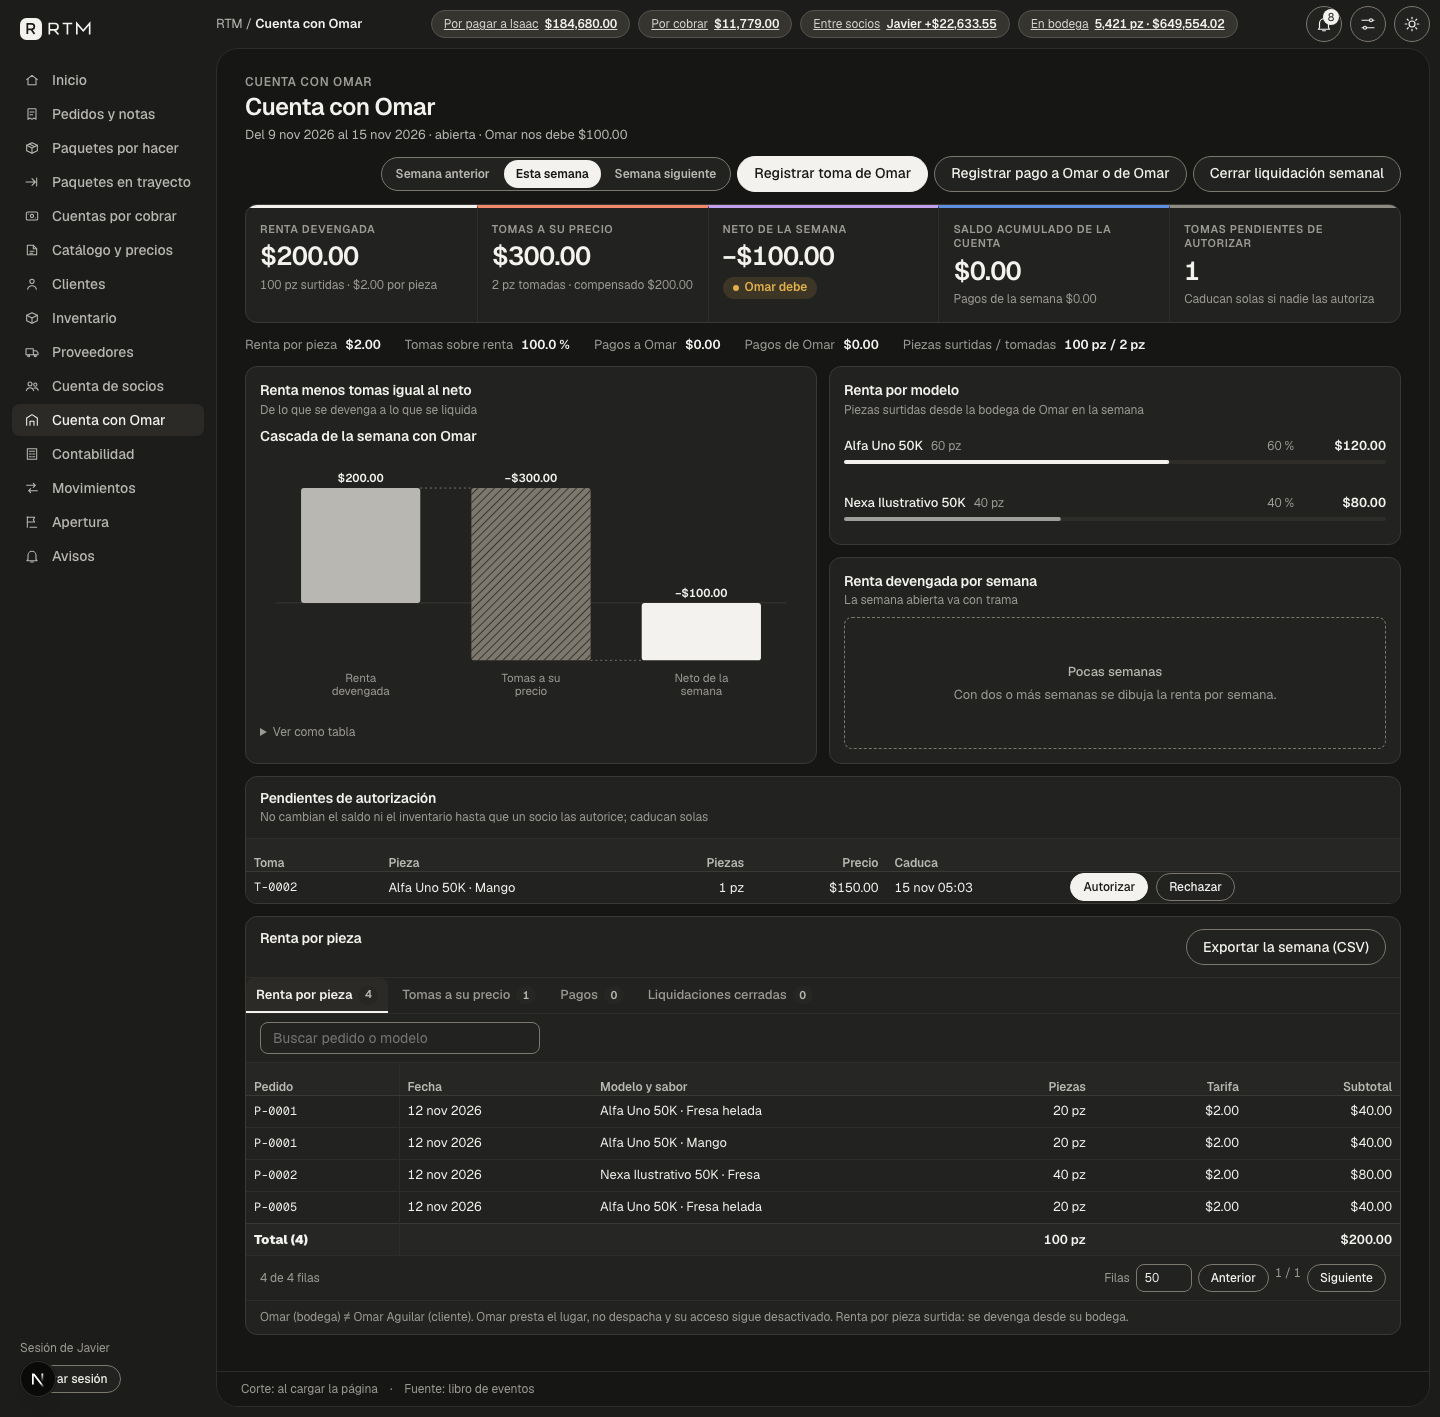 R RTM
RTM / Cuenta con Omar
Por pagar a Isaac $184,680.00
Por cobrar $11,779.00
Entre socios Javier +$22,633.55
En bodega 5,421 pz · $649,554.02
8
Inicio
Pedidos y notas
Paquetes por hacer
Paquetes en trayecto
Cuentas por cobrar
Catálogo y precios
Clientes
Inventario
Proveedores
Cuenta de socios
Cuenta con Omar
Contabilidad
Movimientos
Apertura
Avisos
Sesión de Javier
N
ar sesión
CUENTA CON OMAR
Cuenta con Omar
Del 9 nov 2026 al 15 nov 2026 · abierta · Omar nos debe $100.00
Semana anterior Esta semana Semana siguiente
Registrar toma de Omar
Registrar pago a Omar o de Omar
Cerrar liquidación semanal
RENTA DEVENGADA
$200.00
100 pz surtidas · $2.00 por pieza
TOMAS A SU PRECIO
$300.00
2 pz tomadas · compensado $200.00
NETO DE LA SEMANA
−$100.00
Omar debe
SALDO ACUMULADO DE LA
CUENTA
$0.00
Pagos de la semana $0.00
TOMAS PENDIENTES DE
AUTORIZAR
1
Caducan solas si nadie las autoriza
Renta por pieza $2.00 Tomas sobre renta 100.0 % Pagos a Omar $0.00 Pagos de Omar $0.00 Piezas surtidas / tomadas 100 pz / 2 pz
Renta menos tomas igual al neto
De lo que se devenga a lo que se liquida
Cascada de la semana con Omar
$200.00
−$300.00
−$100.00
Renta
devengada
Tomas a su
precio
Neto de la
semana
▶ Ver como tabla
Renta por modelo
Piezas surtidas desde la bodega de Omar en la semana
Alfa Uno 50K 60 pz 60 % $120.00
Nexa Ilustrativo 50K 40 pz 40 % $80.00
Renta devengada por semana
La semana abierta va con trama
Pocas semanas
Con dos o más semanas se dibuja la renta por semana.
Pendientes de autorización
No cambian el saldo ni el inventario hasta que un socio las autorice; caducan solas
Toma Pieza Piezas Precio Caduca
T-0002 Alfa Uno 50K · Mango 1 pz $150.00 15 nov 05:03 Autorizar Rechazar
Renta por pieza
Exportar la semana (CSV)
Renta por pieza 4 Tomas a su precio 1 Pagos 0 Liquidaciones cerradas 0
Buscar pedido o modelo
Pedido Fecha Modelo y sabor Piezas Tarifa Subtotal
P-0001 12 nov 2026 Alfa Uno 50K · Fresa helada 20 pz $2.00 $40.00
P-0001 12 nov 2026 Alfa Uno 50K · Mango 20 pz $2.00 $40.00
P-0002 12 nov 2026 Nexa Ilustrativo 50K · Fresa 40 pz $2.00 $80.00
P-0005 12 nov 2026 Alfa Uno 50K · Fresa helada 20 pz $2.00 $40.00
Total (4) 100 pz $200.00
4 de 4 filas
Filas 50 Anterior 1 / 1 Siguiente
Omar (bodega) ≠ Omar Aguilar (cliente). Omar presta el lugar, no despacha y su acceso sigue desactivado. Renta por pieza surtida: se devenga desde su bodega.
Corte: al cargar la página · Fuente: libro de eventos